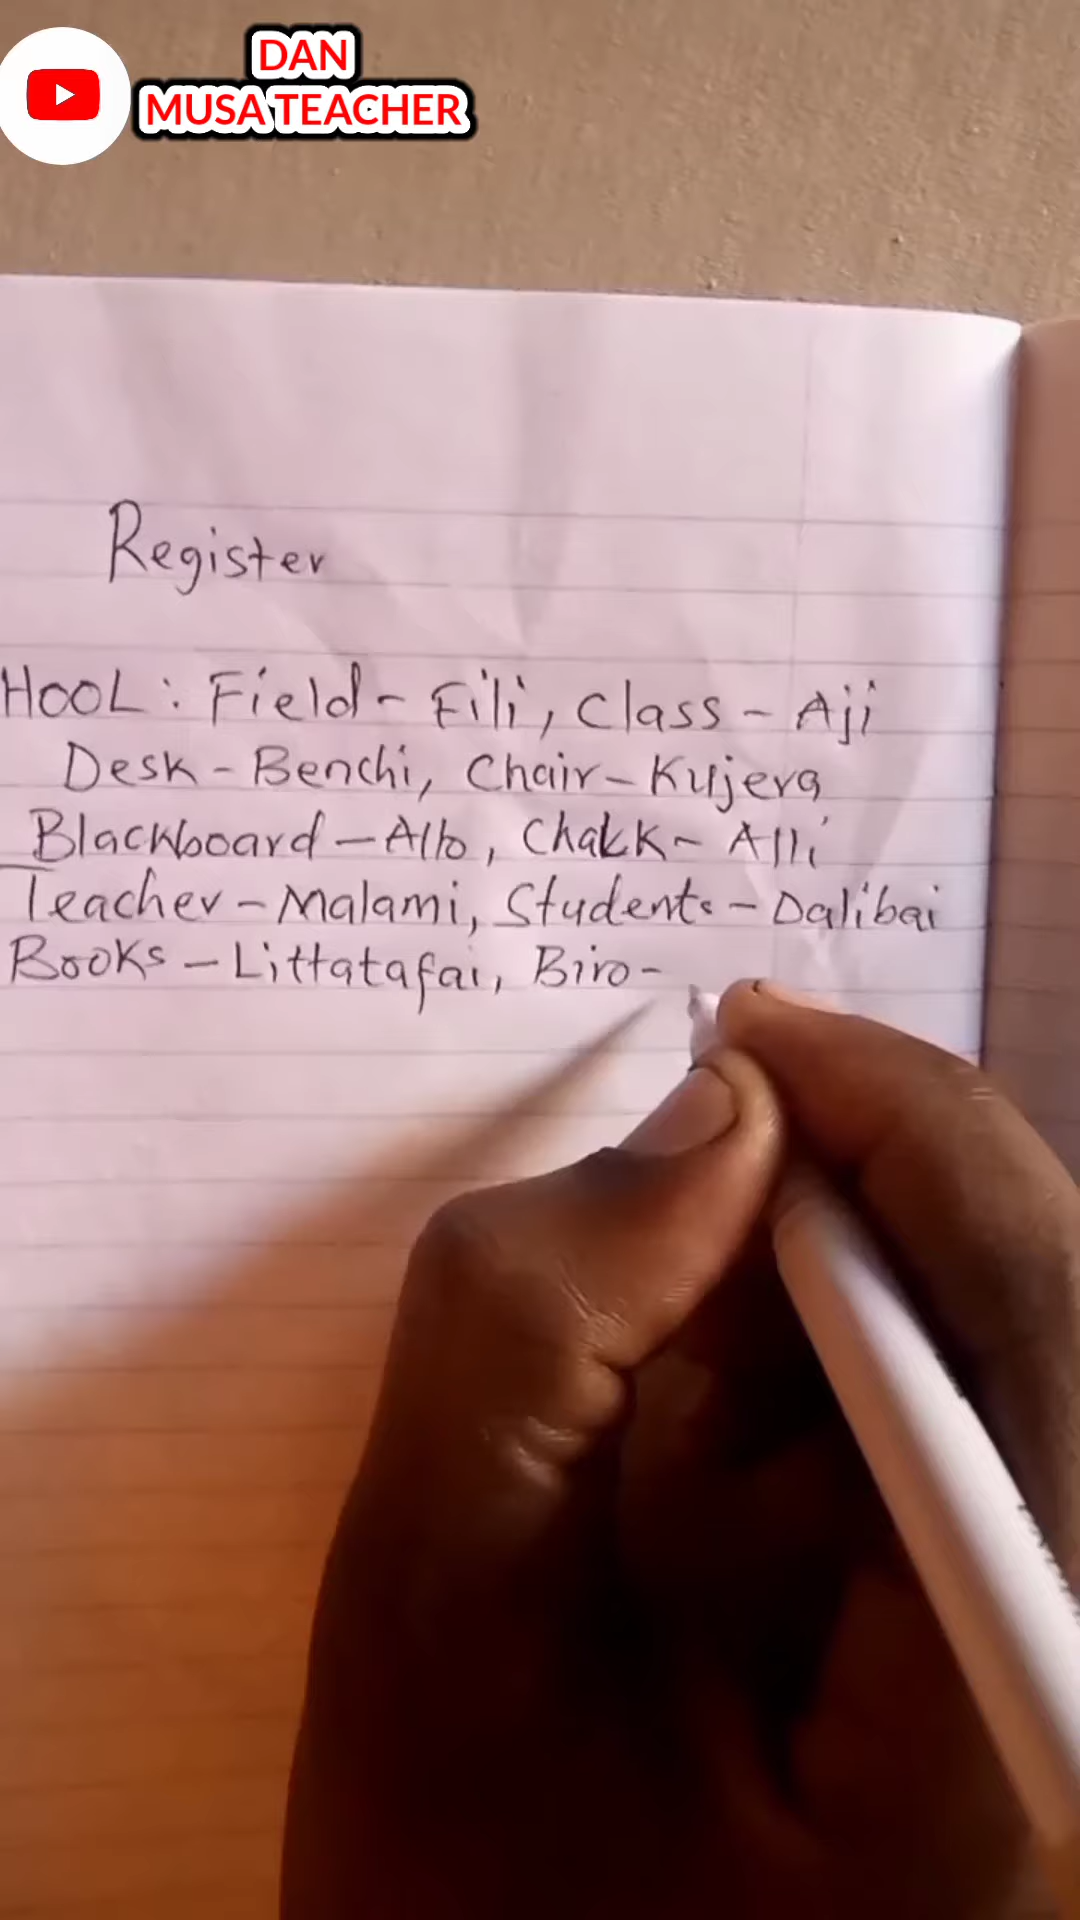 DAN
MUSA TEACHER
Register
HOOL: Field - Fili, Class - Aji
Desk - Benchi, Chair - Kujera
Blackboard - Allo, Chalk - Alli
Teacher - Malami, Students - Dalibai
Books - Littatafai, Biro -